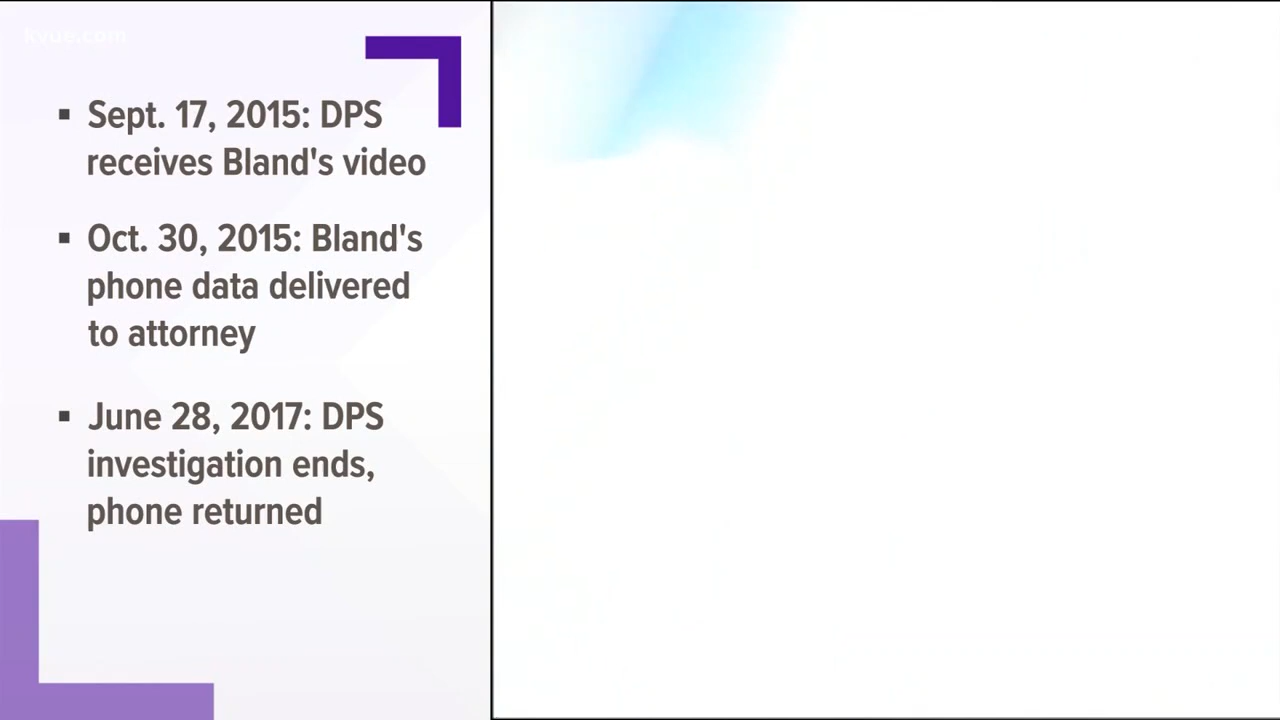 kvue.com
▪ Sept. 17, 2015: DPS
receives Bland's video
▪ Oct. 30, 2015: Bland's
phone data delivered
to attorney
▪ June 28, 2017: DPS
investigation ends,
phone returned